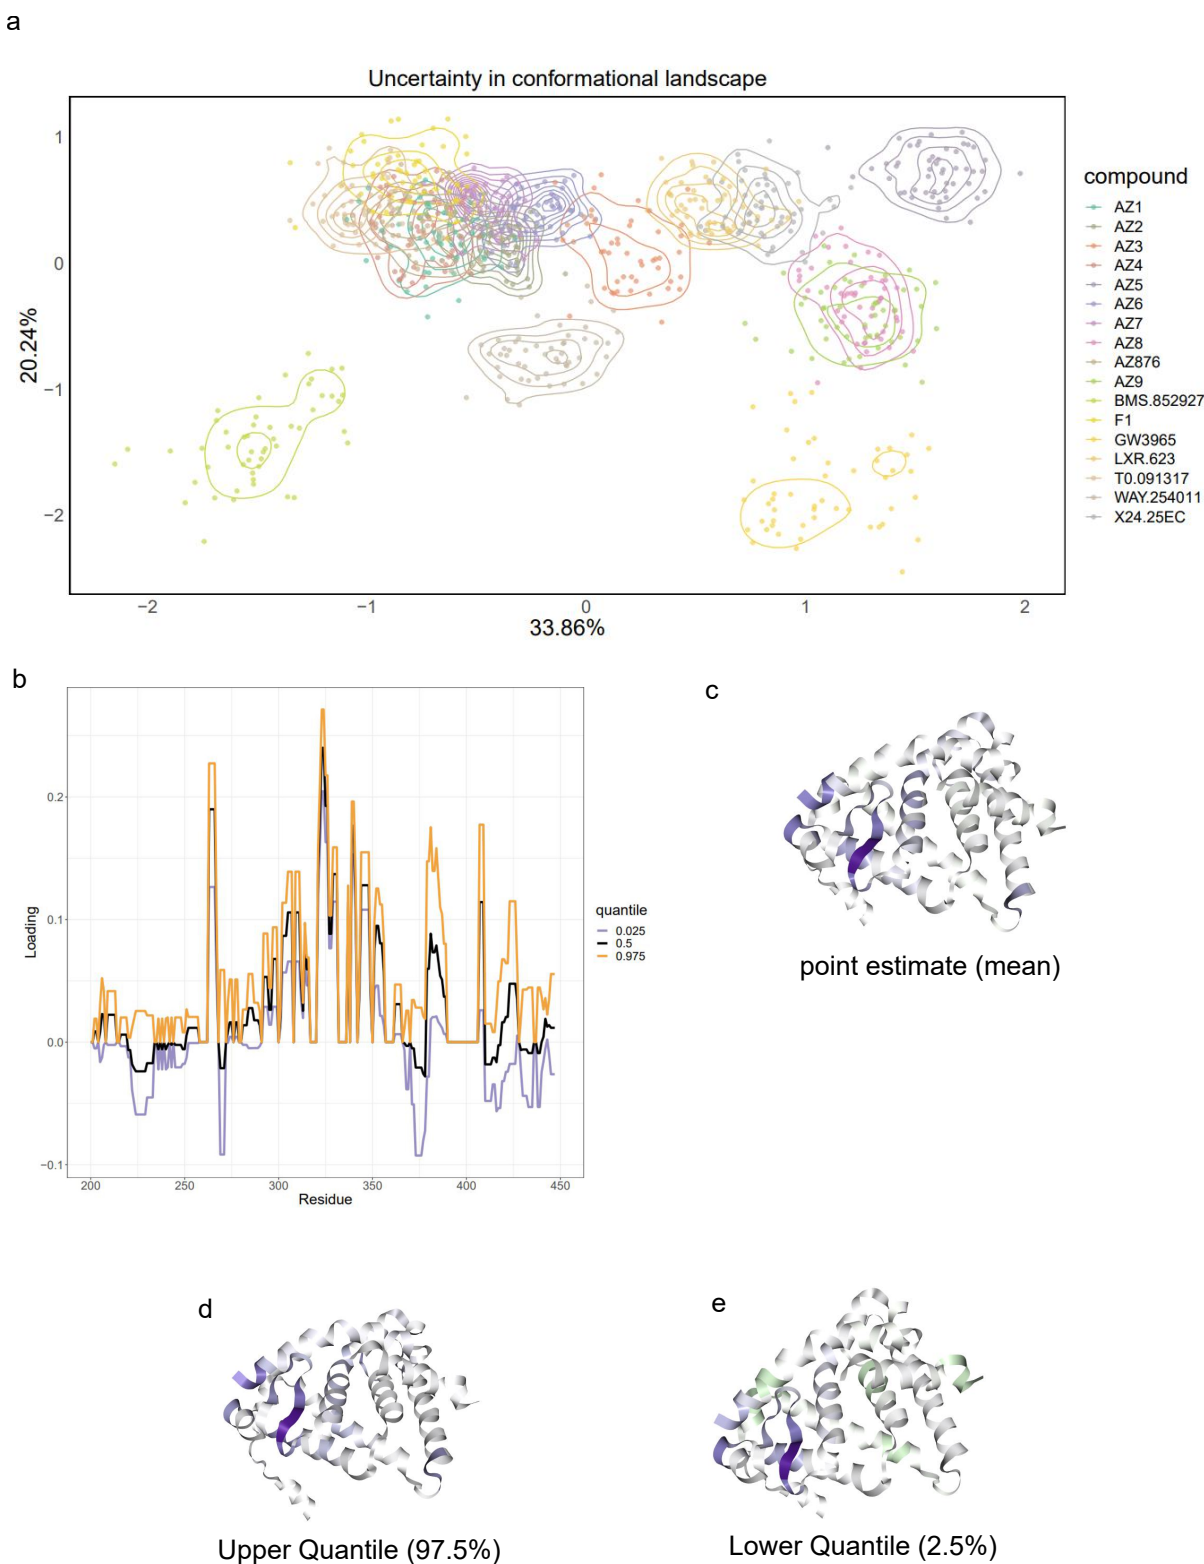 a
Uncertainty in conformational landscape
1
0
−1
−2
20.24%
−2
−1
0
1
2
33.86%
compound
AZ1
AZ2
AZ3
AZ4
AZ5
AZ6
AZ7
AZ8
AZ876
AZ9
BMS.852927
F1
GW3965
LXR.623
T0.091317
WAY.254011
X24.25EC
b
0.2
0.1
0.0
−0.1
Loading
200
250
300
350
400
450
Residue
quantile
0.025
0.5
0.975
c
point estimate (mean)
d
Upper Quantile (97.5%)
e
Lower Quantile (2.5%)